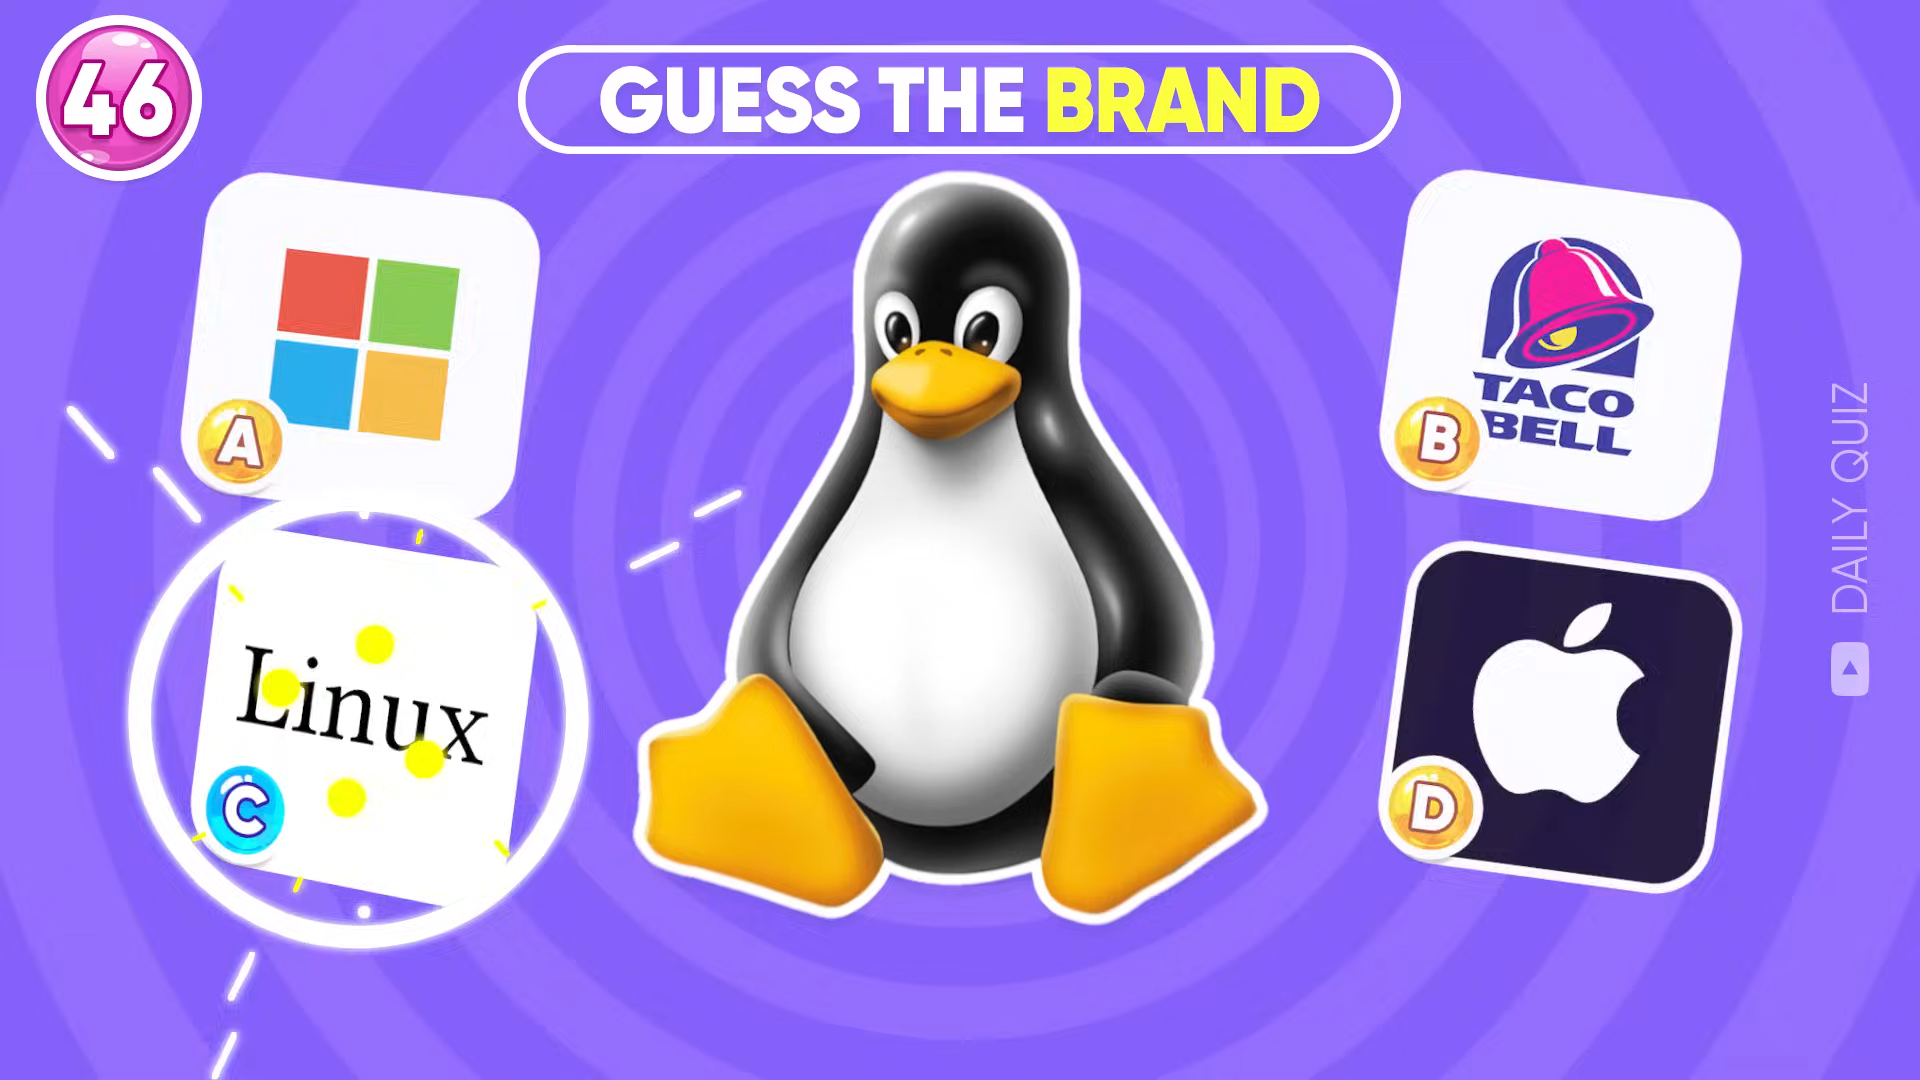 46
GUESS THE BRAND
A
TACO
BELL
B
Linux
C
D
DAILY QUIZ